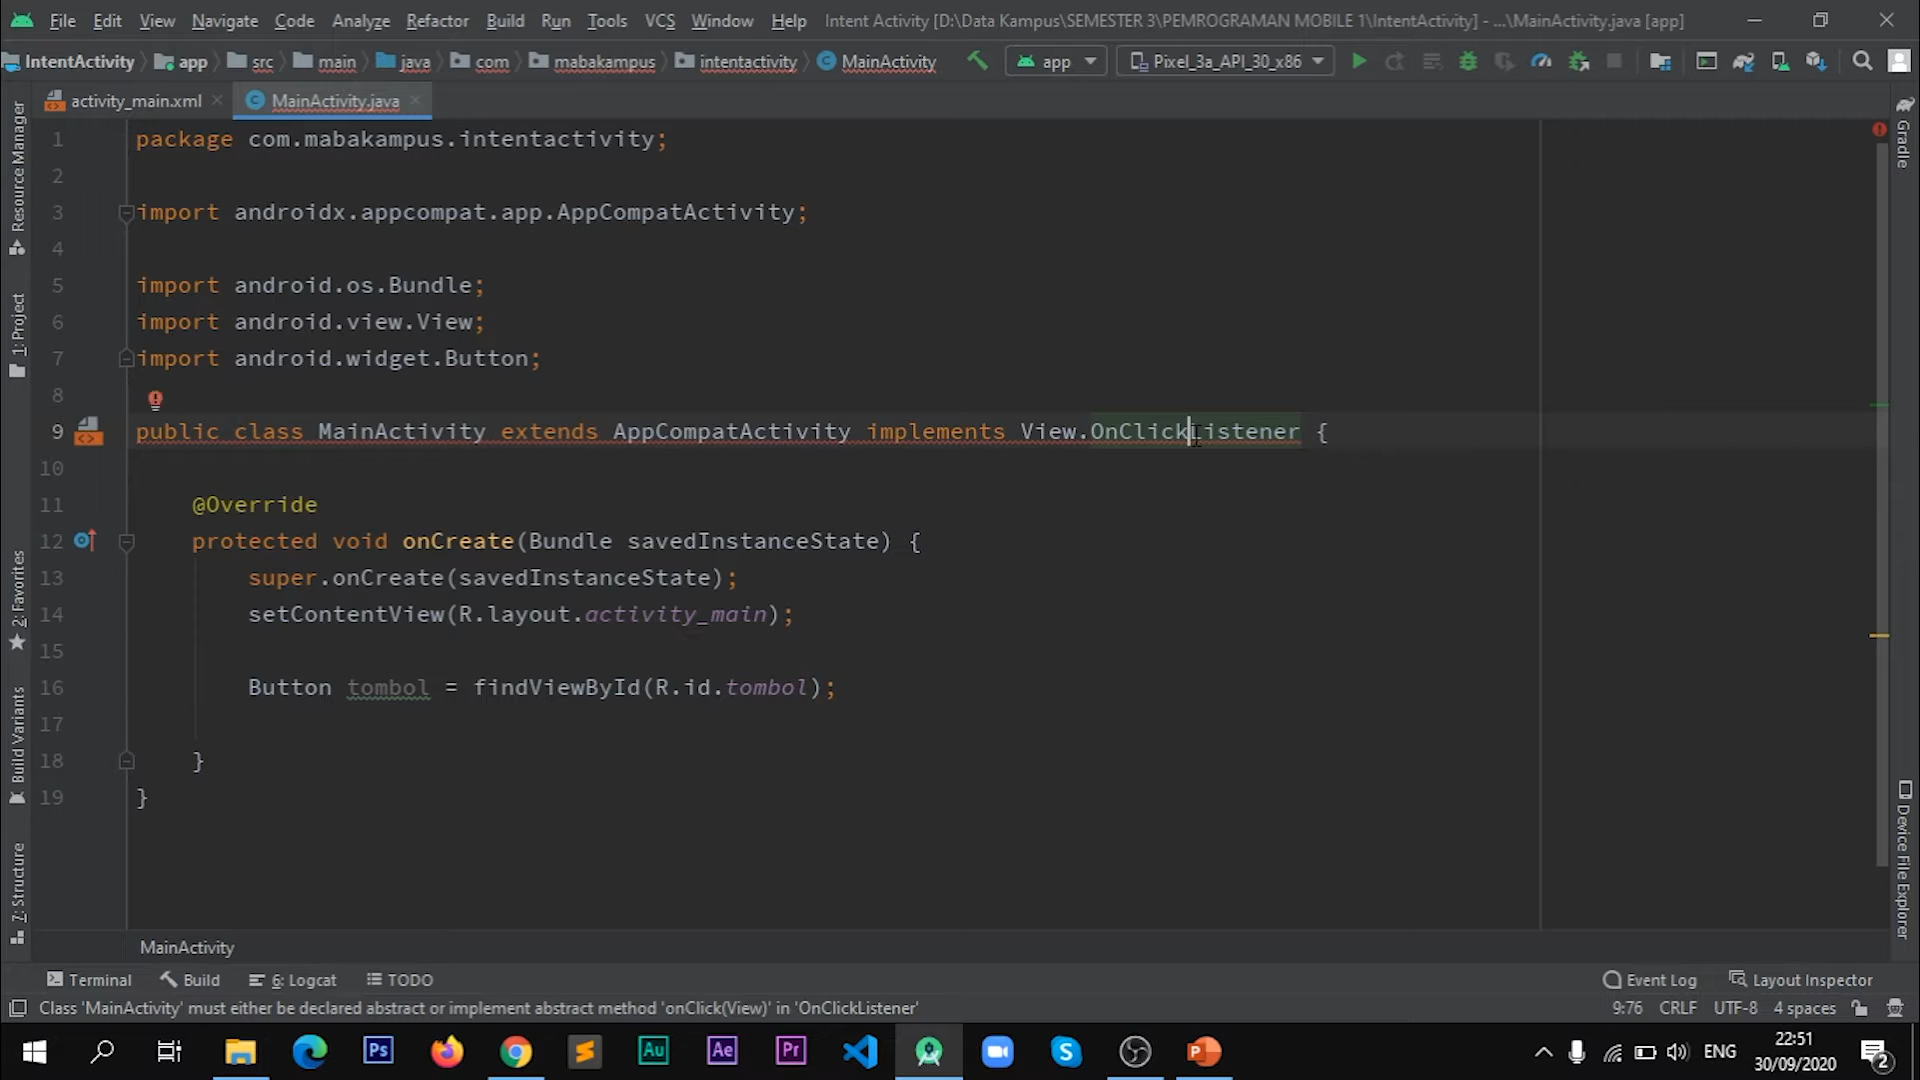 File Edit View Navigate Code Analyze Refactor Build Run Tools VCS Window Help Intent Activity [D:\Data Kampus\SEMESTER 3\PEMROGRAMAN MOBILE 1\IntentActivity] - ...\MainActivity.java [app]
IntentActivity app src main java com mabakampus intentactivity MainActivity app Pixel_3a_API_30_x86
activity_main.xml MainActivity.java
1 package com.mabakampus.intentactivity;
2
3 import androidx.appcompat.app.AppCompatActivity;
4
5 import android.os.Bundle;
6 import android.view.View;
7 import android.widget.Button;
8
9 public class MainActivity extends AppCompatActivity implements View.OnClickListener {
10
11 @Override
12 protected void onCreate(Bundle savedInstanceState) {
13 super.onCreate(savedInstanceState);
14 setContentView(R.layout.activity_main);
15
16 Button tombol = findViewById(R.id.tombol);
17
18 }
19 }
Resource Manager
1: Project
2: Favorites
Build Variants
7: Structure
Gradle
Device File Explorer
MainActivity
Terminal Build 6: Logcat TODO Event Log Layout Inspector
Class 'MainActivity' must either be declared abstract or implement abstract method 'onClick(View)' in 'OnClickListener' 9:76 CRLF UTF-8 4 spaces
Ps Au Ae Pr ENG 22:51
30/09/2020 2